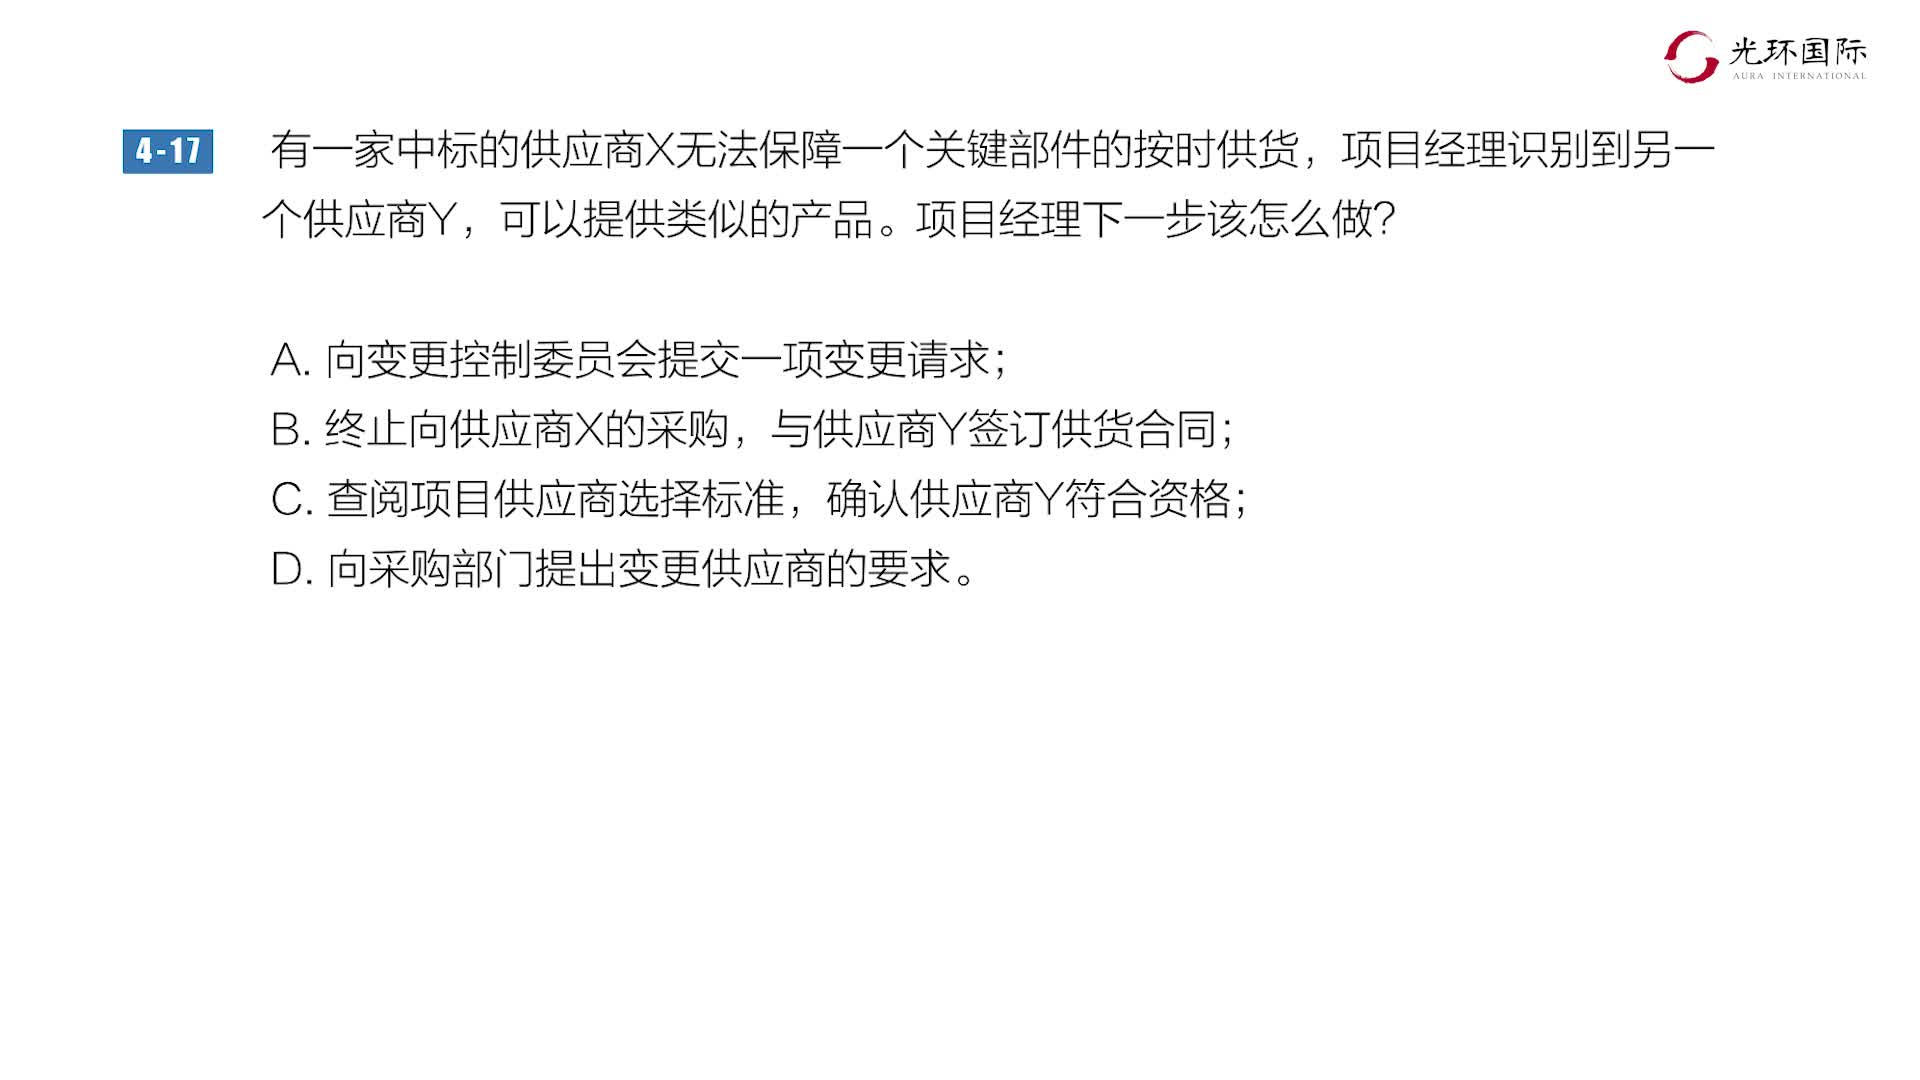 光环国际
AURA INTERNATIONAL
4-17 有一家中标的供应商X无法保障一个关键部件的按时供货，项目经理识别到另一
个供应商Y，可以提供类似的产品。项目经理下一步该怎么做？
A. 向变更控制委员会提交一项变更请求；
B. 终止向供应商X的采购，与供应商Y签订供货合同；
C. 查阅项目供应商选择标准，确认供应商Y符合资格；
D. 向采购部门提出变更供应商的要求。